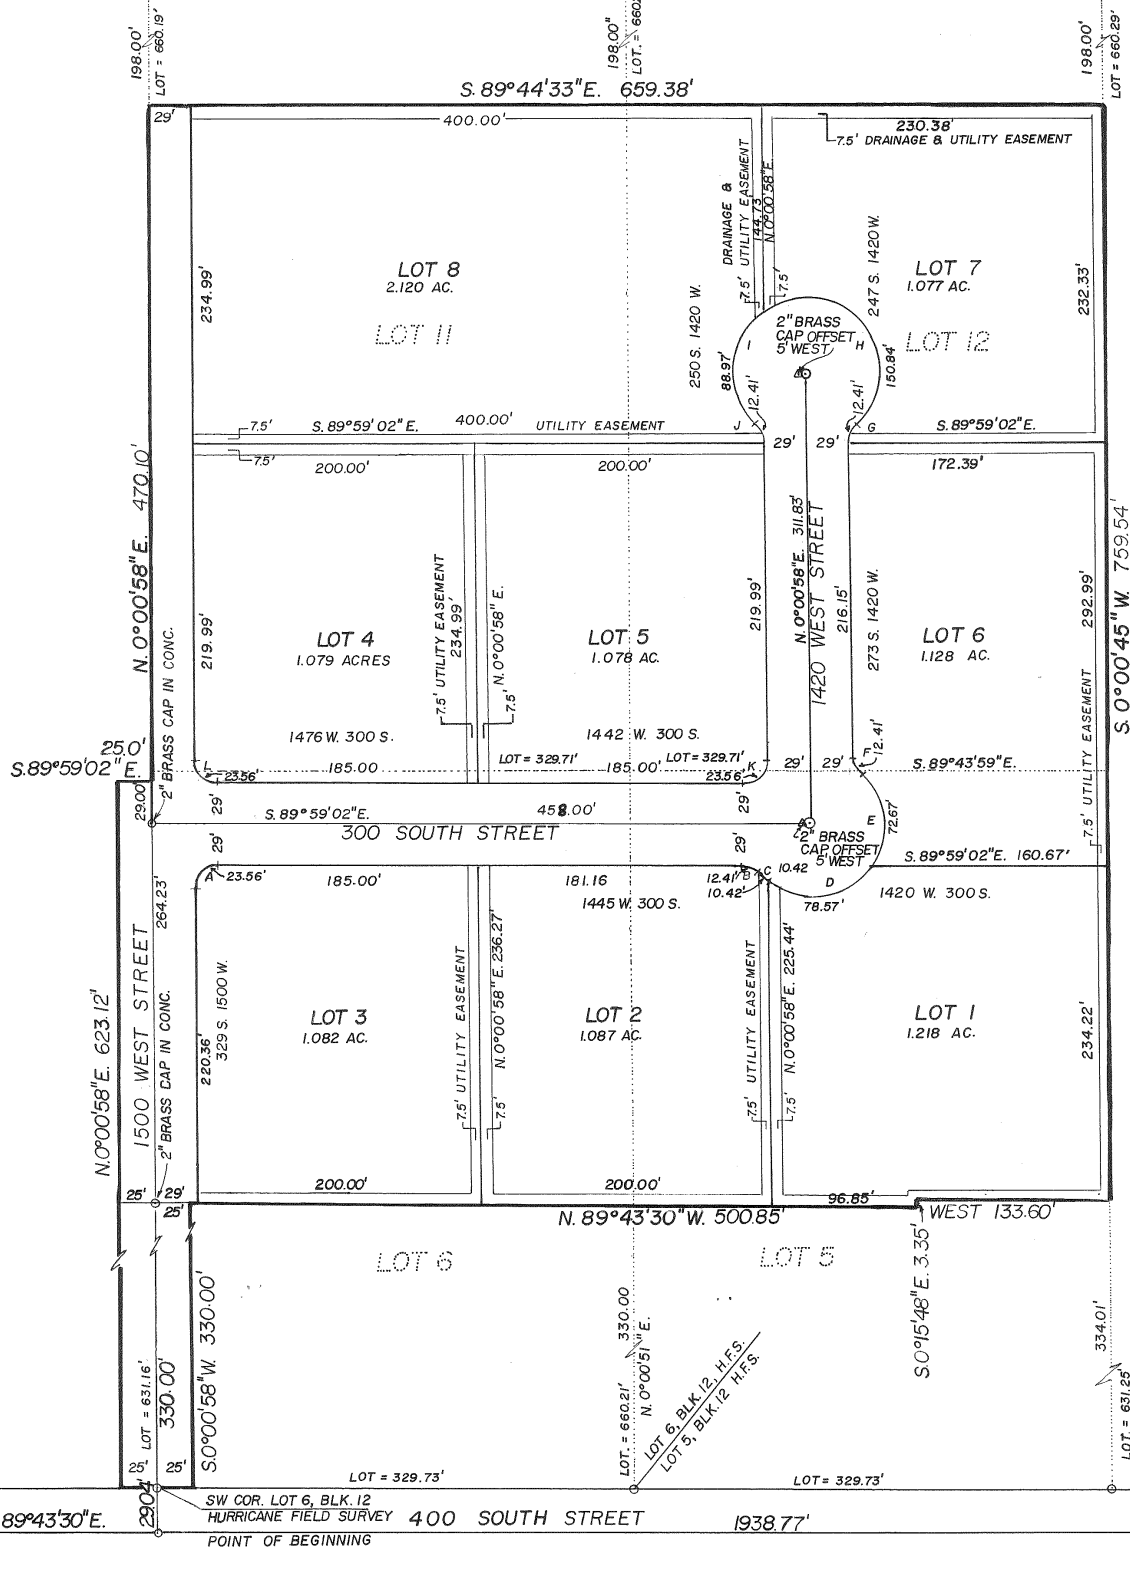 198.00'
LOT = 660.19'
198.00"
LOT. = 660
198.00'
LOT = 660.29'
S. 89°44'33"E. 659.38'
29'
400.00'
230.38'
7.5' DRAINAGE & UTILITY EASEMENT
DRAINAGE &
7.5' UTILITY EASEMENT
144.73'
N.0°00'58"E.
7.5'
234.99'
LOT 8
2.120 AC.
LOT 11
250 S. 1420 W.
247 S. 1420 W.
LOT 7
1.077 AC.
LOT 12
232.33'
2" BRASS
CAP OFFSET
5' WEST
I
H
88.97'
150.84'
12.41'
12.41'
J
G
7.5'
S. 89°59'02"E.
400.00'
UTILITY EASEMENT
29'
29'
S. 89°59'02"E.
7.5'
200.00'
200.00'
172.39'
N. 0°00'58"E. 470.10'
S. 0°00'45"W. 759.54'
219.99'
LOT 4
1.079 ACRES
7.5' UTILITY EASEMENT
234.99'
N. 0°00'58" E.
7.5'
LOT 5
1.078 AC.
219.99'
N. 0°00'58"E. 311.83'
1420 WEST STREET
216.15'
273 S. 1420 W.
LOT 6
1.128 AC.
292.99'
7.5' UTILITY EASEMENT
2" BRASS CAP IN CONC.
1476 W. 300 S.
1442 W. 300 S.
25.0'
S.89°59'02"E.
LOT = 329.71'
LOT = 329.71'
L
23.56'
185.00
185.00'
23.56'
K
29'
29'
F
12.41'
S. 89°43'59"E.
29.00'
29'
29'
S. 89°59'02"E.
458.00'
300 SOUTH STREET
2" BRASS
CAP OFFSET
5' WEST
E
72.67'
29'
29'
A
23.56'
185.00'
181.16
12.41'
B
C
10.42
10.42'
D
78.57'
S. 89°59'02"E. 160.67'
1445 W. 300 S.
1420 W. 300 S.
264.23'
1500 WEST STREET
N.0°00'58"E. 623.12'
2" BRASS CAP IN CONC.
220.36'
329 S. 1500 W.
LOT 3
1.082 AC.
7.5' UTILITY EASEMENT
N.0°00'58"E. 236.27'
7.5'
LOT 2
1.087 AC.
7.5' UTILITY EASEMENT
N.0°00'58"E. 225.44'
7.5'
LOT 1
1.218 AC.
234.22'
25'
29'
25'
200.00'
200.00'
96.85'
N. 89°43'30"W. 500.85'
WEST 133.60'
LOT 6
LOT 5
S.0°15'48"E. 3.35'
S.0°00'58"W. 330.00'
330.00
N. 0°00'51"E.
LOT. = 660.21'
LOT 6, BLK. 12, H.F.S.
LOT 5, BLK. 12 H.F.S.
334.01'
LOT. = 631.25'
LOT = 631.16'
330.00'
25'
25'
LOT = 329.73'
LOT = 329.73'
29.04'
SW COR. LOT 6, BLK. 12
HURRICANE FIELD SURVEY
89°43'30"E.
400 SOUTH STREET
1938.77'
POINT OF BEGINNING